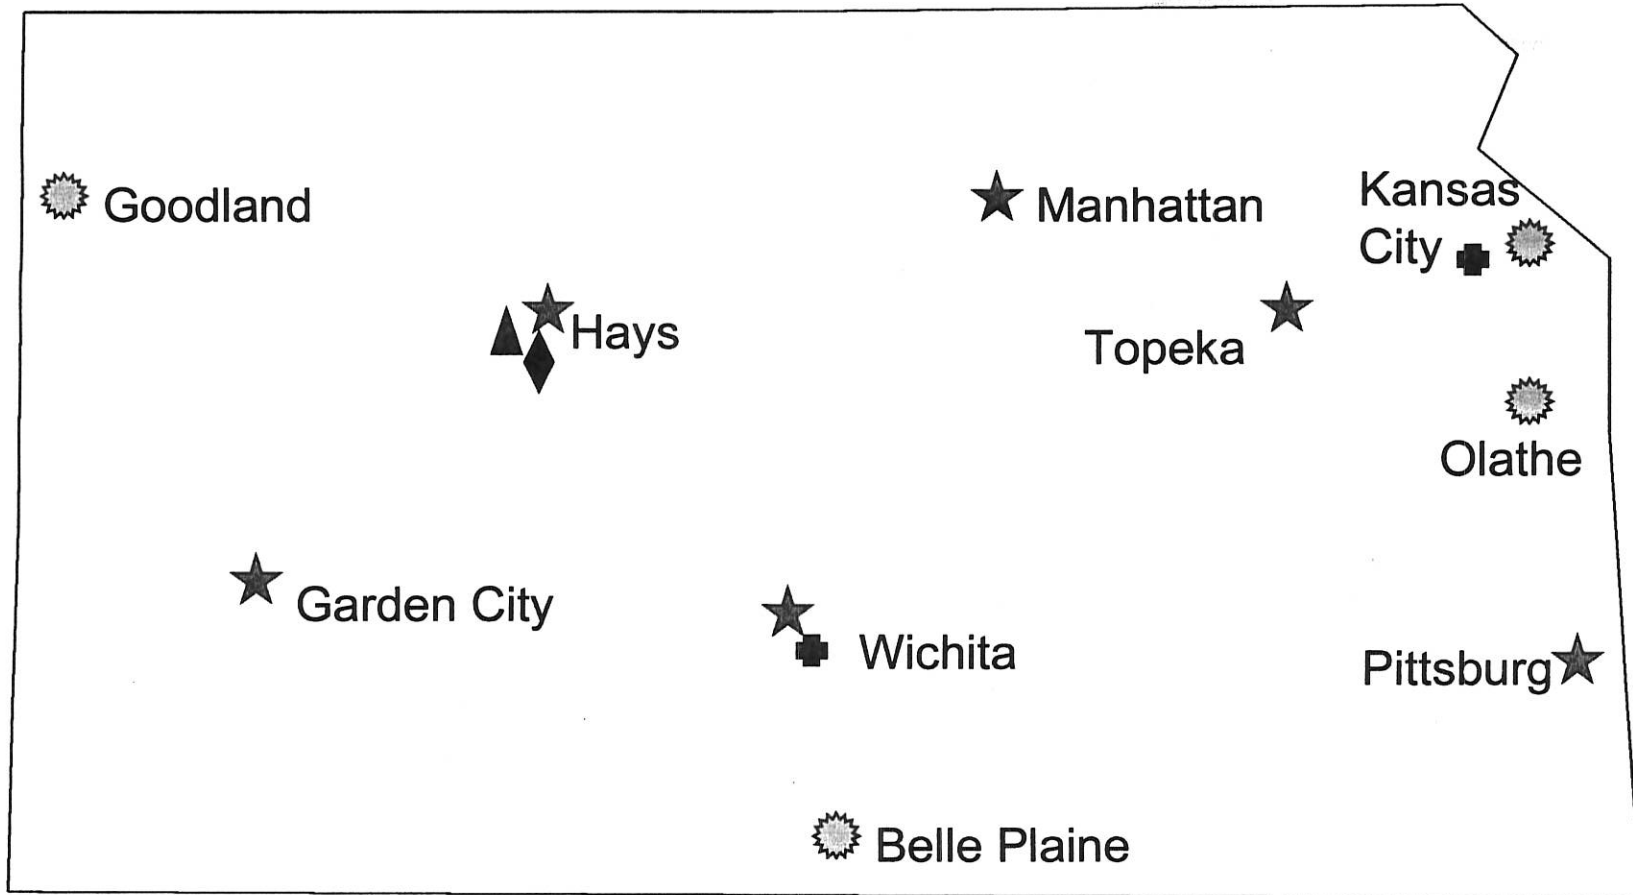 Goodland
Manhattan
Kansas
City
Hays
Topeka
Olathe
Garden City
Wichita
Pittsburg
Belle Plaine